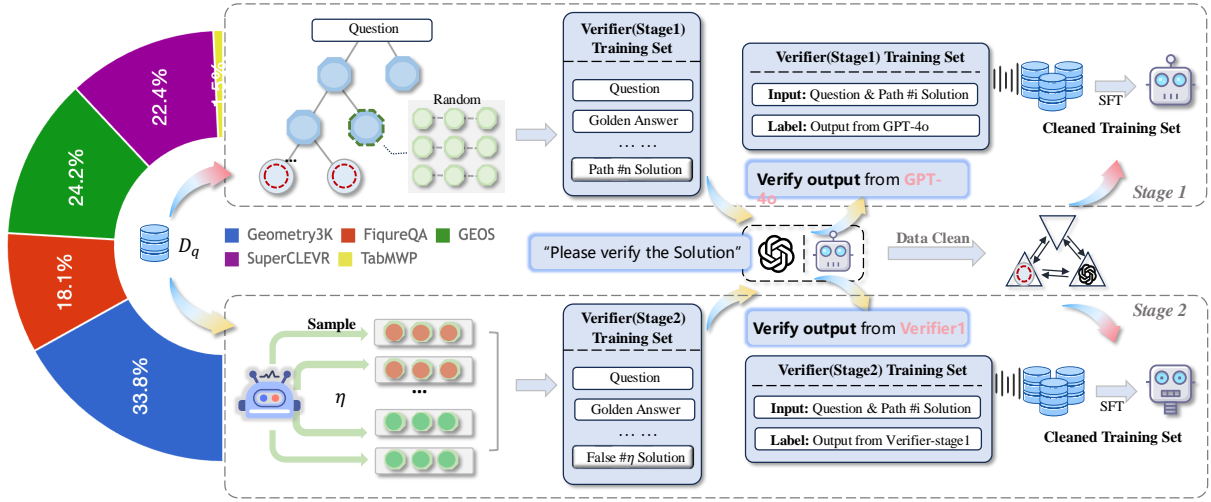 22.4%
1.5%
24.2%
18.1%
33.8%
D_q
Geometry3K
FiqureQA
GEOS
SuperCLEVR
TabMWP
Question
...
Random
Verifier(Stage1)
Training Set
Question
Golden Answer
... ...
Path #n Solution
Verifier(Stage1) Training Set
Input: Question & Path #i Solution
Label: Output from GPT-4o
SFT
Cleaned Training Set
Verify output from GPT-
4o
Stage 1
"Please verify the Solution"
Data Clean
Stage 2
Verify output from Verifier1
Sample
...
η
Verifier(Stage2)
Training Set
Question
Golden Answer
... ...
False #η Solution
Verifier(Stage2) Training Set
Input: Question & Path #i Solution
Label: Output from Verifier-stage1
SFT
Cleaned Training Set